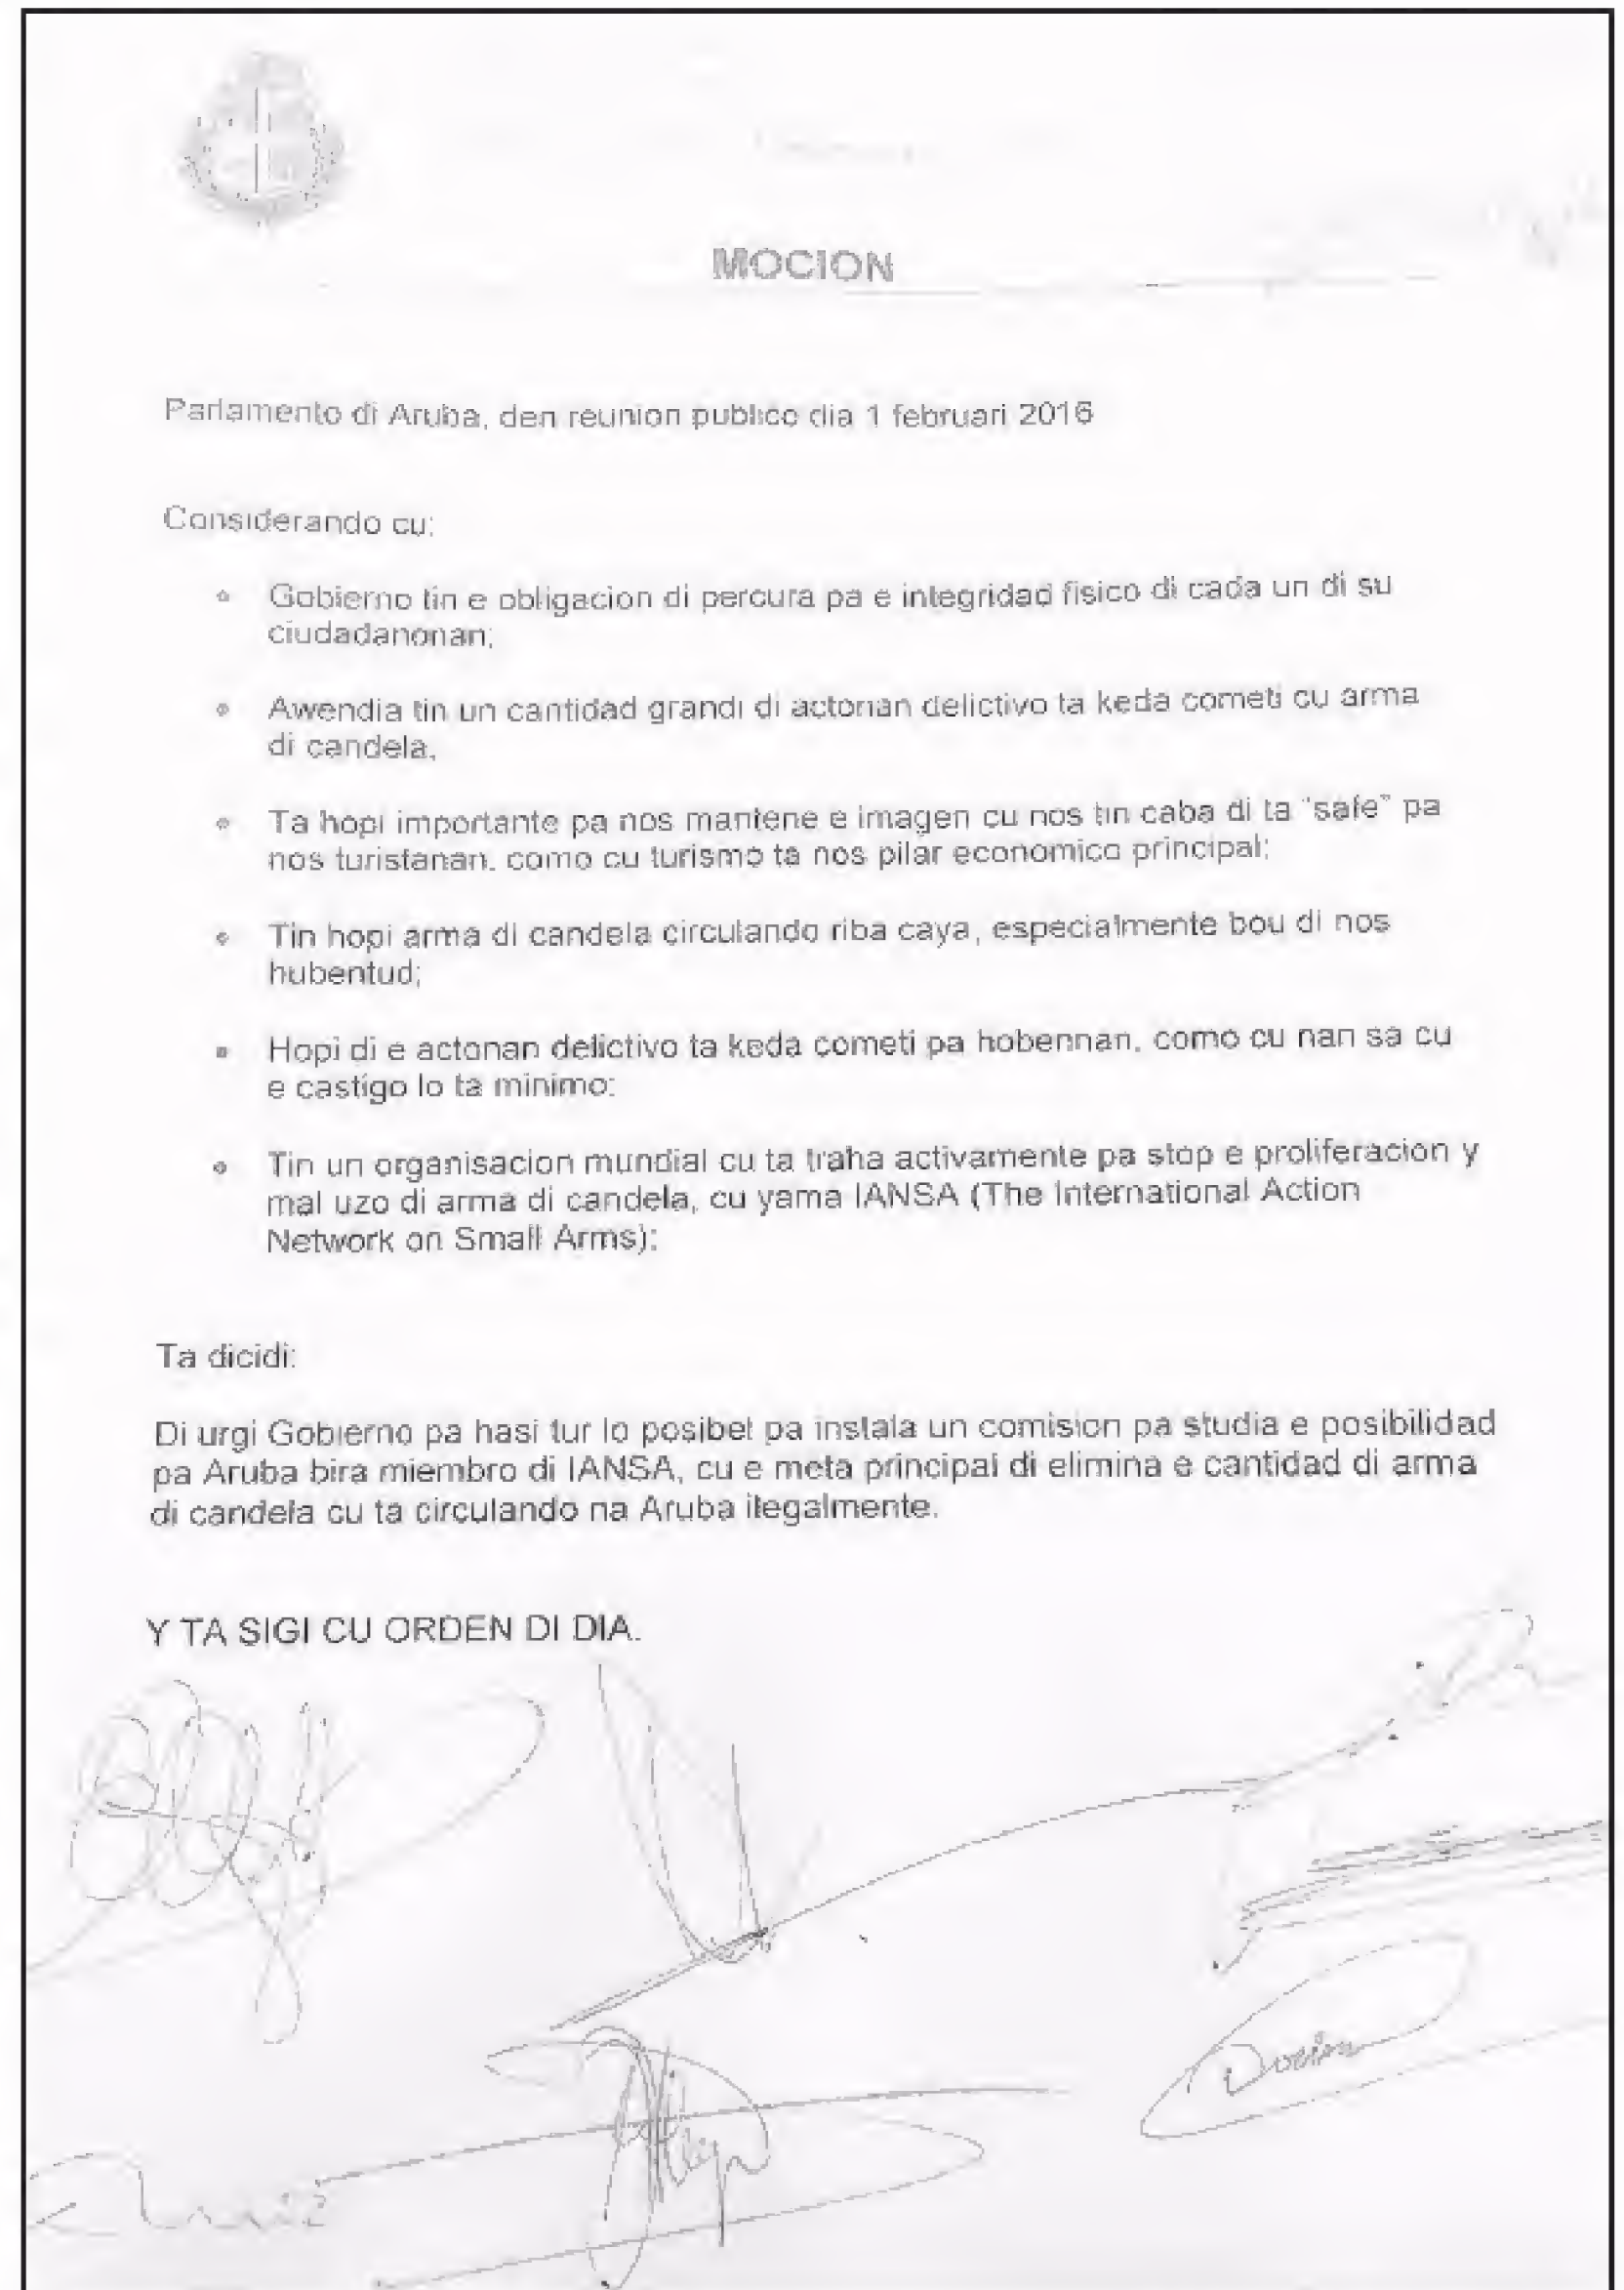 MOCION
Parlamento di Aruba, den reunion publico dia 1 februari 2016
Considerando cu:
Gobierno tin e obligacion di percura pa e integridad fisico di cada un di su
ciudadanonan;
Awendia tin un cantidad grandi di actonan delictivo ta keda cometi cu arma
di candela,
Ta hopi importante pa nos mantene e imagen cu nos tin caba di ta "safe" pa
nos turistanan, como cu turismo ta nos pilar economico principal;
Tin hopi arma di candela circulando riba caya, especialmente bou di nos
hubentud;
Hopi di e actonan delictivo ta keda cometi pa hobennan, como cu nan sa cu
e castigo lo ta minimo;
Tin un organisacion mundial cu ta traha activamente pa stop e proliferacion y
mal uzo di arma di candela, cu yama IANSA (The International Action
Network on Small Arms);
Ta dicidi:
Di urgi Gobierno pa hasi tur lo posibel pa instala un comision pa studia e posibilidad
pa Aruba bira miembro di IANSA, cu e meta principal di elimina e cantidad di arma
di candela cu ta circulando na Aruba ilegalmente.
Y TA SIGI CU ORDEN DI DIA.